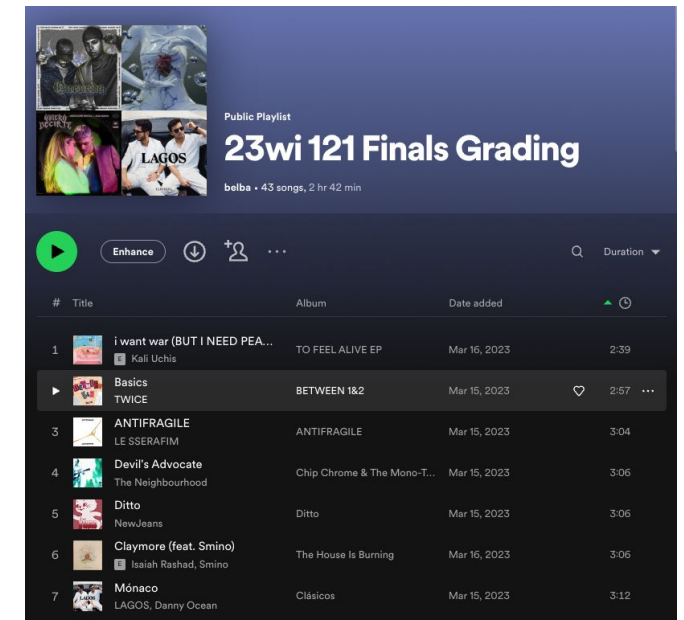 QUIERO
DECIRTE
LAGOS
Public Playlist
23wi 121 Finals Grading
belba • 43 songs, 2 hr 42 min
Enhance
Duration
# Title Album Date added
1 i want war (BUT I NEED PEA... TO FEEL ALIVE EP Mar 16, 2023 2:39
E Kali Uchis
Basics BETWEEN 1&2 Mar 15, 2023 2:57 ...
TWICE
3 ANTIFRAGILE ANTIFRAGILE Mar 15, 2023 3:04
LE SSERAFIM
4 Devil's Advocate Chip Chrome & The Mono-T... Mar 15, 2023 3:06
The Neighbourhood
5 Ditto Ditto Mar 15, 2023 3:06
NewJeans
6 Claymore (feat. Smino) The House Is Burning Mar 16, 2023 3:06
E Isaiah Rashad, Smino
7 Mónaco Clásicos Mar 15, 2023 3:12
LAGOS, Danny Ocean